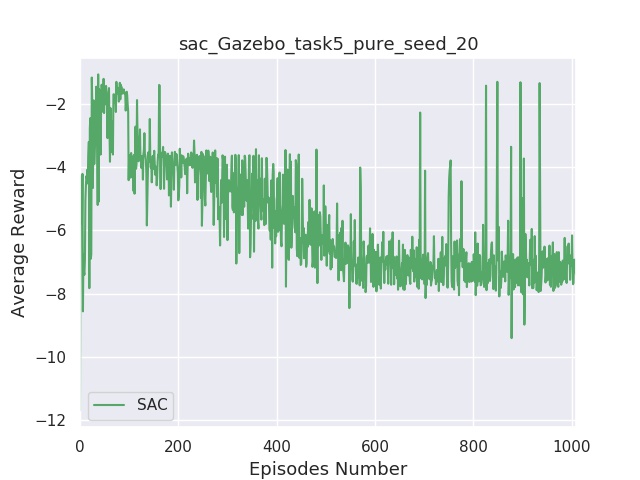 sac_Gazebo_task5_pure_seed_20
Average Reward
−2
−4
−6
−8
−10
−12
SAC
0 200 400 600 800 1000
Episodes Number